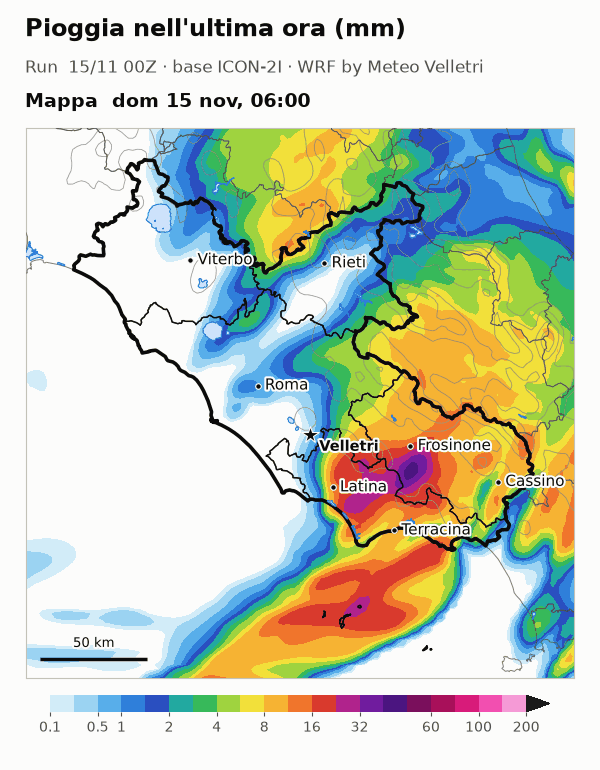 Pioggia nell'ultima ora (mm)
Run  15/11 00Z · base ICON-2I · WRF by Meteo Velletri
Mappa  dom 15 nov, 06:00
Viterbo
Rieti
Roma
Velletri
Frosinone
Latina
Cassino
Terracina
50 km
0.1 0.5 1 2 4 8 16 32 60 100 200